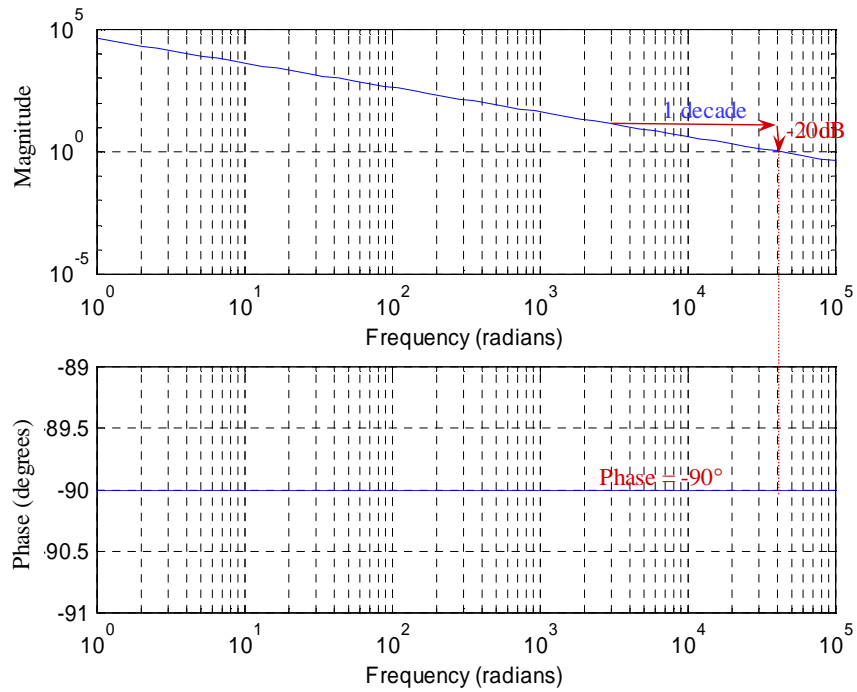 10^5
10^0
10^-5
Magnitude
1 decade
-20dB
10^0 10^1 10^2 10^3 10^4 10^5
Frequency (radians)
-89
-89.5
-90
-90.5
-91
Phase (degrees)
Phase = -90°
10^0 10^1 10^2 10^3 10^4 10^5
Frequency (radians)